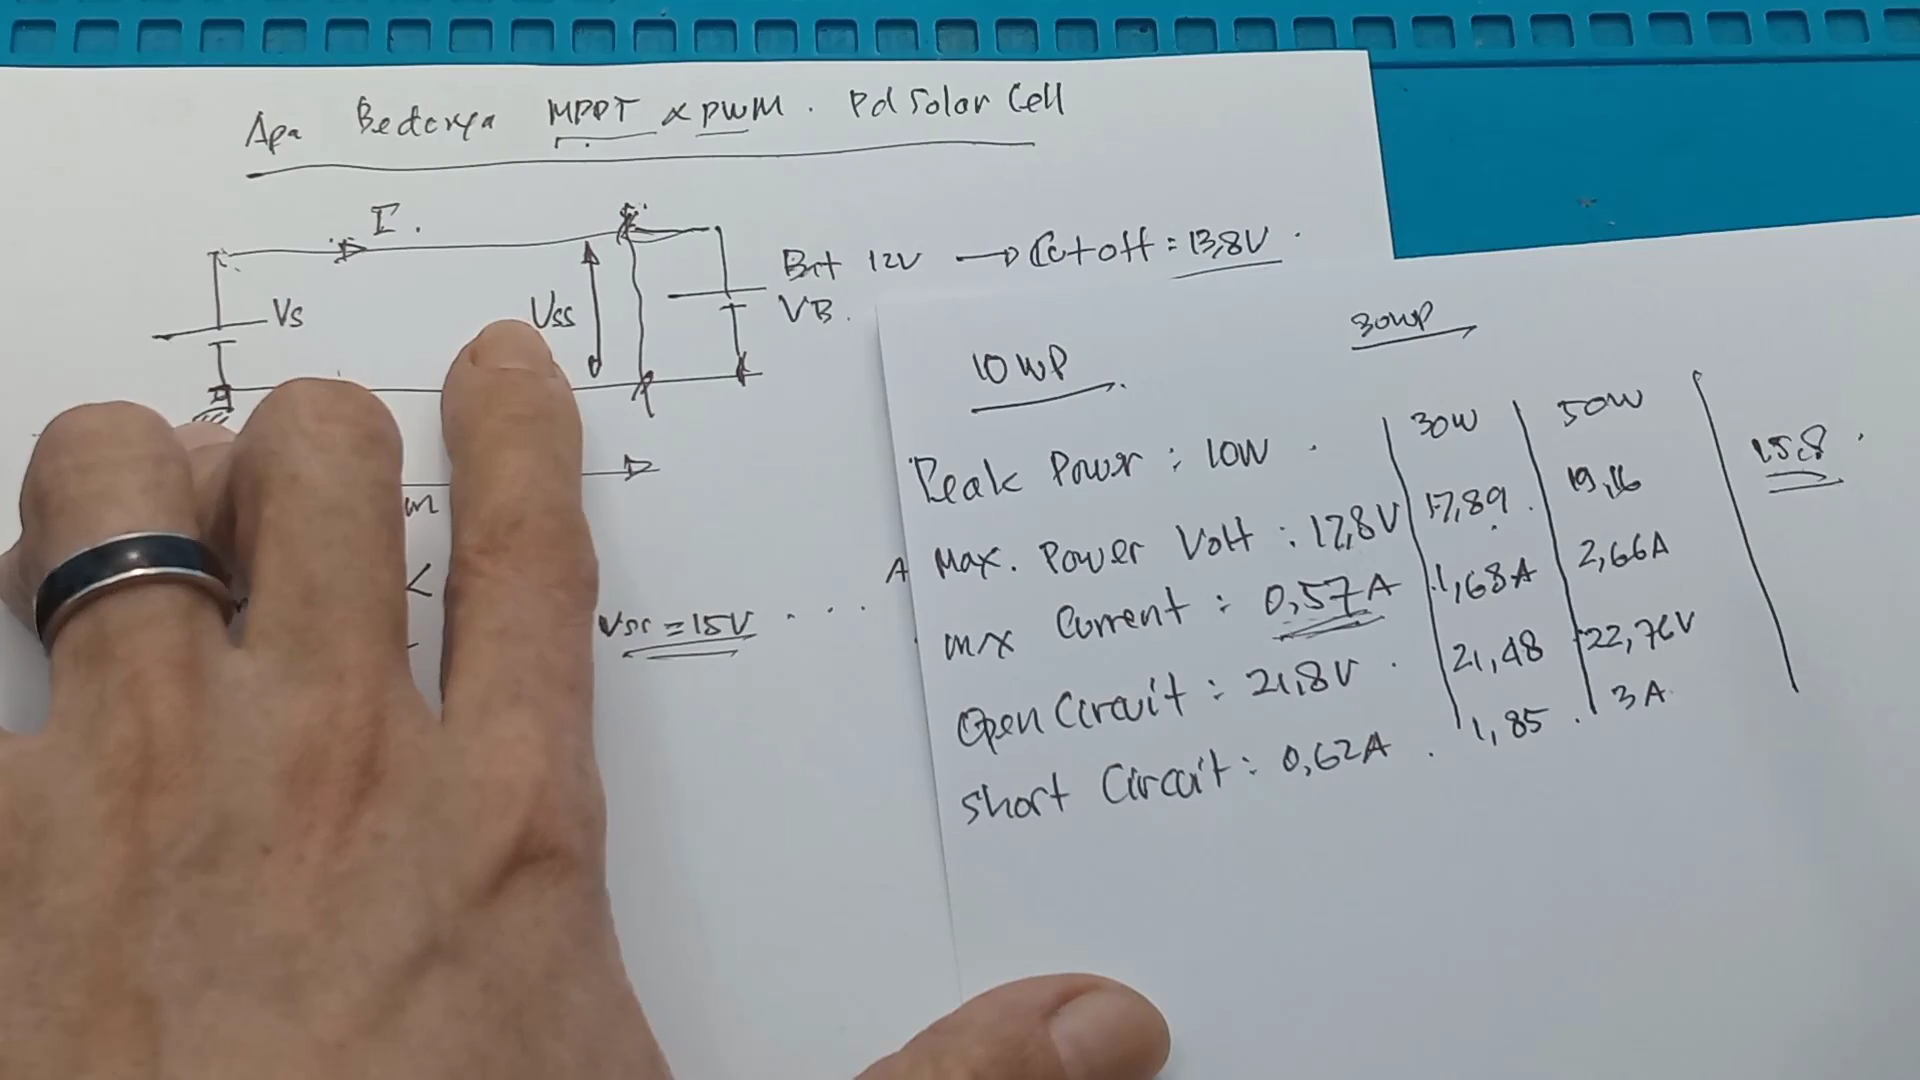 Apa Bedanya MPPT & PWM. Pd Solar Cell
I.
Vs
Vss
Bat 12V → Cutoff = 13,8V.
VB.
Vsc = 15V ....
10 WP
30WP
Peak Power : 10W . 30W 50W
Max. Power Volt : 17,8V 17,89 . 19,16
15,8 .
mx Current : 0,57A 1,68A 2,66A
Open Circuit : 21,8V . 21,48 22,76V
Short Circuit : 0,62A . 1,85 . 3A